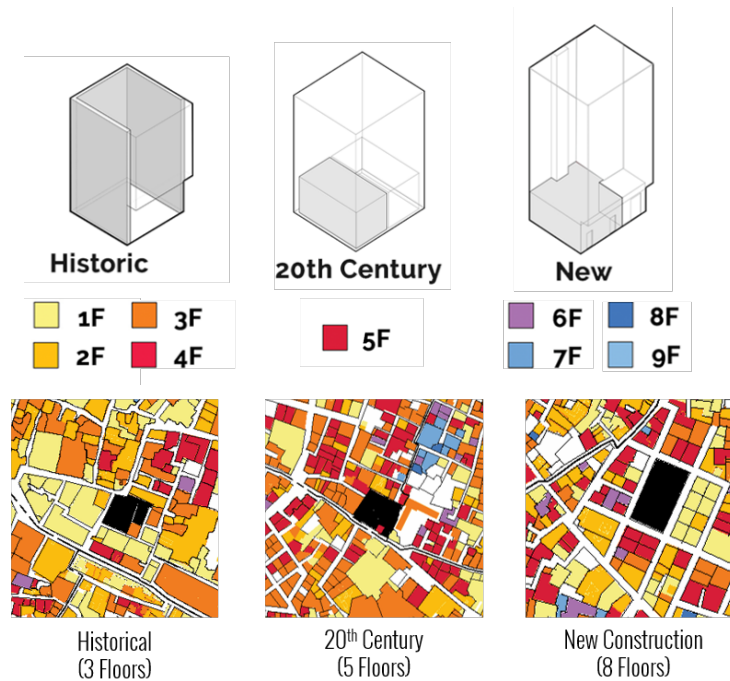 Historic
20th Century
New
1F 3F
2F 4F
5F
6F 8F
7F 9F
Historical
(3 Floors)
20th Century
(5 Floors)
New Construction
(8 Floors)